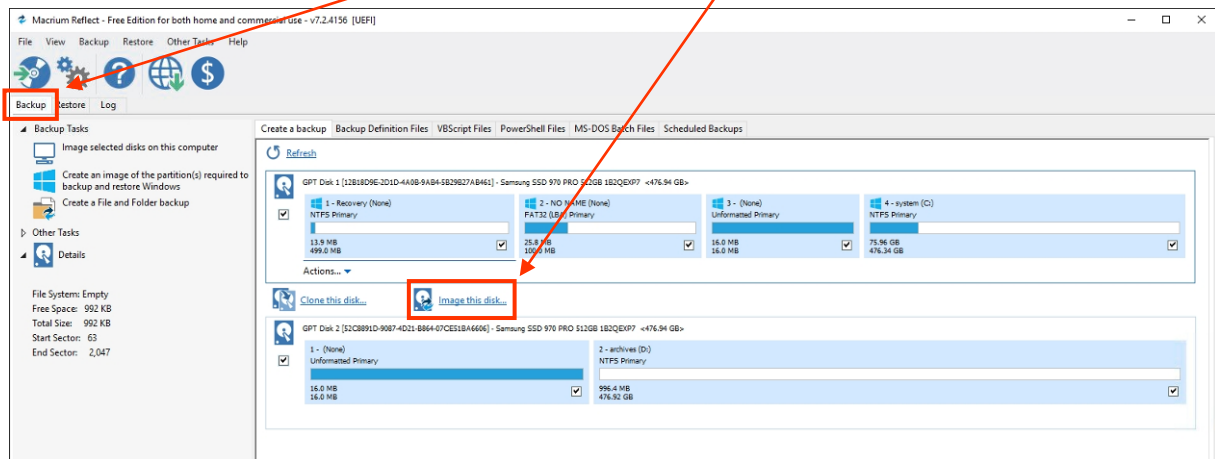 Macrium Reflect - Free Edition for both home and commercial use - v7.2.4156 [UEFI]
File View Backup Restore Other Tasks Help
Backup Restore Log
Backup Tasks
Image selected disks on this computer
Create an image of the partition(s) required to
backup and restore Windows
Create a File and Folder backup
Other Tasks
Details
File System: Empty
Free Space: 992 KB
Total Size: 992 KB
Start Sector: 63
End Sector: 2,047
Create a backup Backup Definition Files VBScript Files PowerShell Files MS-DOS Batch Files Scheduled Backups
Refresh
GPT Disk 1 [12B18D9E-2D1D-4A0B-9AB4-5B29B27AB461] - Samsung SSD 970 PRO 512GB 1B2QEXP7 <476.94 GB>
1 - Recovery (None)
NTFS Primary
13.9 MB
499.0 MB
2 - NO NAME (None)
FAT32 (LBA) Primary
25.8 MB
100.0 MB
3 - (None)
Unformatted Primary
16.0 MB
16.0 MB
4 - system (C:)
NTFS Primary
75.96 GB
476.34 GB
Actions...
Clone this disk... Image this disk...
GPT Disk 2 [52C8891D-9087-4D21-B864-07CE51BA6606] - Samsung SSD 970 PRO 512GB 1B2QEXP7 <476.94 GB>
1 - (None)
Unformatted Primary
16.0 MB
16.0 MB
2 - archives (D:)
NTFS Primary
996.4 MB
476.92 GB